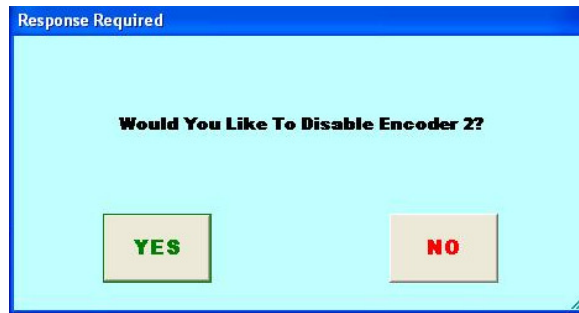 Response Required
Would You Like To Disable Encoder 2?
YES
NO